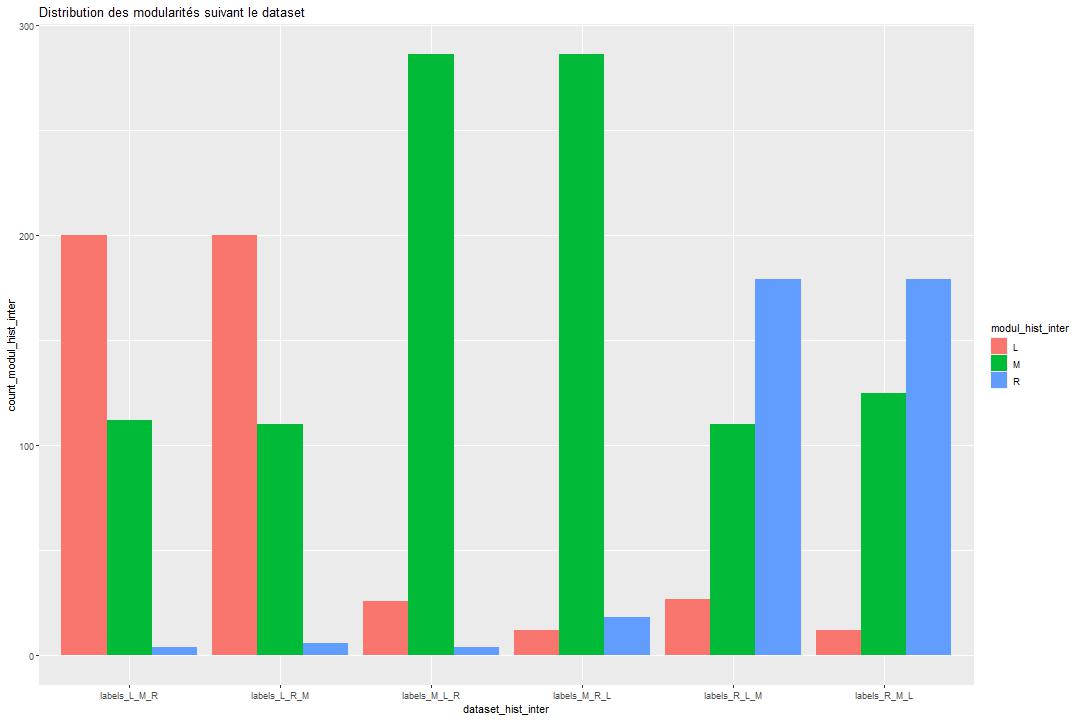 Distribution des modularités suivant le dataset
count_modul_hist_inter
300
200
100
0
labels_L_M_R labels_L_R_M labels_M_L_R labels_M_R_L labels_R_L_M labels_R_M_L
dataset_hist_inter
modul_hist_inter
L
M
R